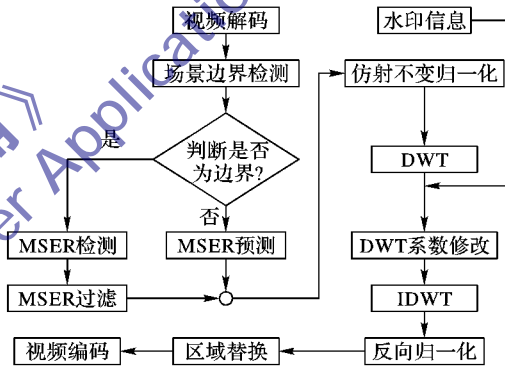 视频解码
水印信息
场景边界检测
仿射不变归一化
是
判断是否
为边界?
DWT
否
MSER检测
MSER预测
DWT系数修改
MSER过滤
IDWT
视频编码
区域替换
反向归一化
er Application